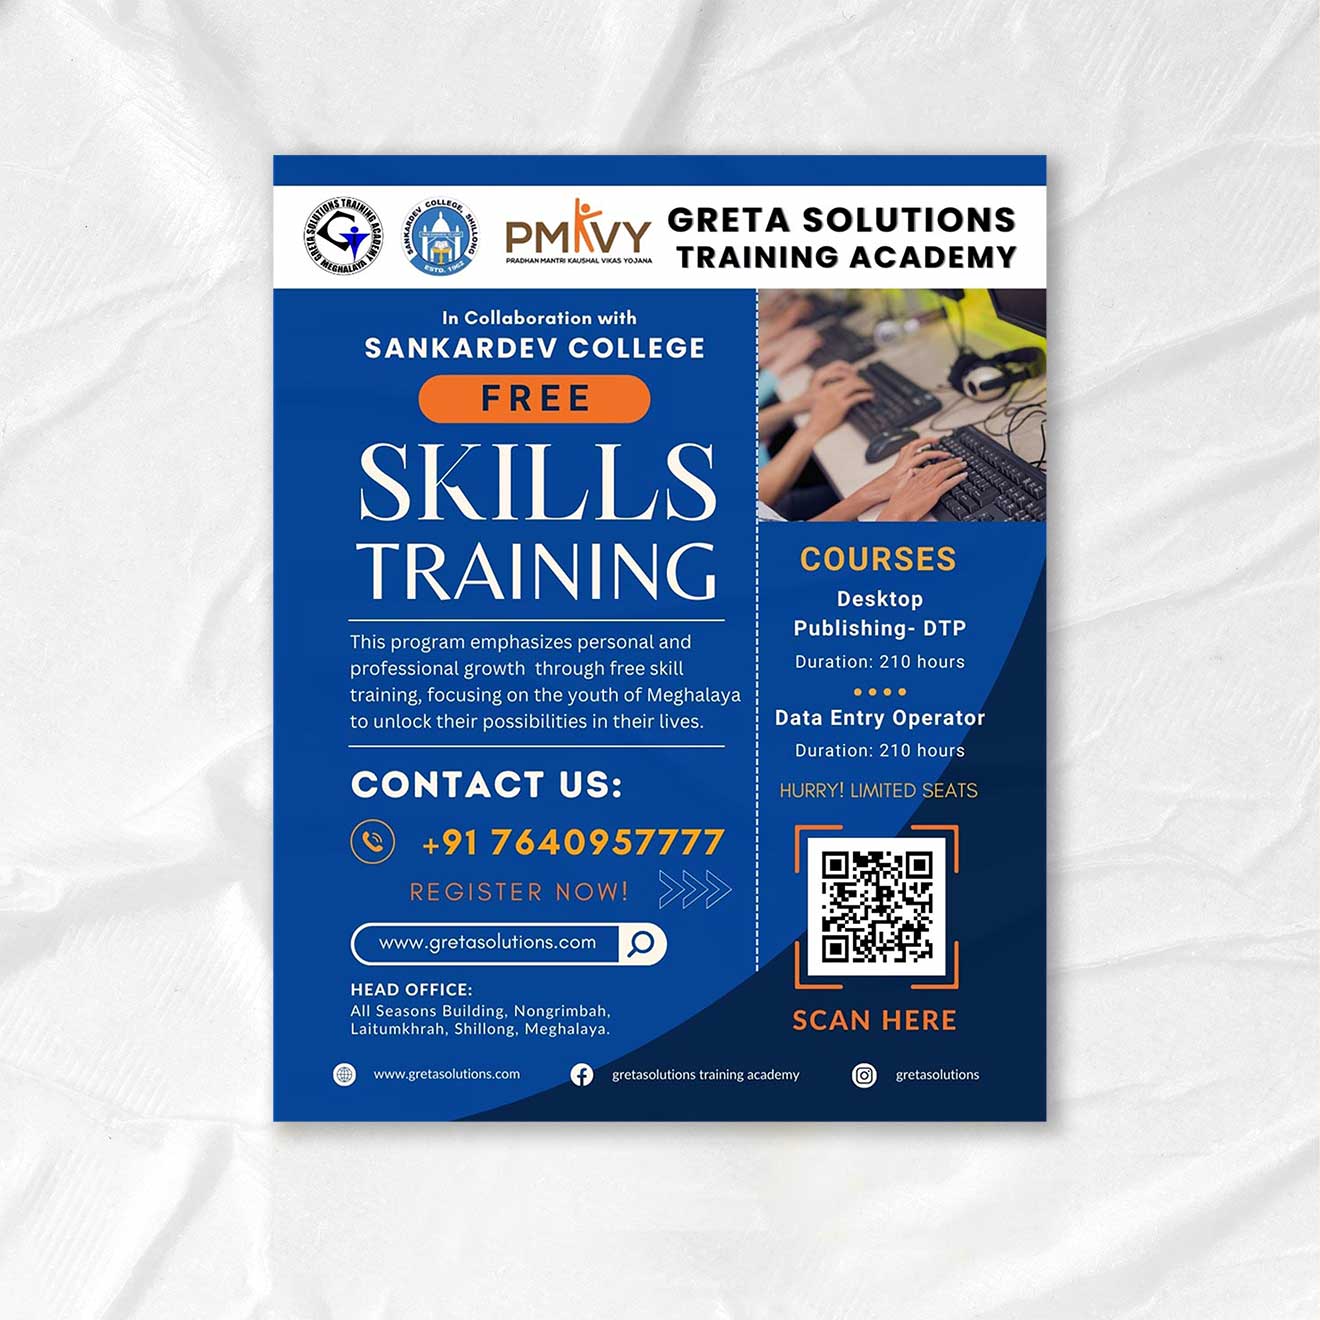 GRETA SOLUTIONS TRAINING ACADEMY
MEGHALAYA
SANKARDEV COLLEGE, SHILLONG
ESTD. 1962
PMKVY
PRADHAN MANTRI KAUSHAL VIKAS YOJANA
GRETA SOLUTIONS
TRAINING ACADEMY
In Collaboration with
SANKARDEV COLLEGE
FREE
SKILLS
TRAINING
This program emphasizes personal and
professional growth through free skill
training, focusing on the youth of Meghalaya
to unlock their possibilities in their lives.
CONTACT US:
+91 7640957777
REGISTER NOW!
www.gretasolutions.com
HEAD OFFICE:
All Seasons Building, Nongrimbah,
Laitumkhrah, Shillong, Meghalaya.
COURSES
Desktop
Publishing- DTP
Duration: 210 hours
Data Entry Operator
Duration: 210 hours
HURRY! LIMITED SEATS
SCAN HERE
www.gretasolutions.com
gretasolutions training academy
gretasolutions